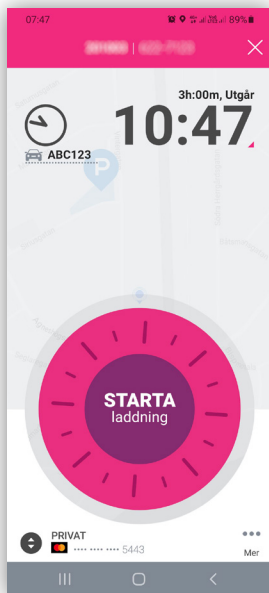 07:47 89%
3h:00m, Utgår
10:47
ABC123
P
STARTA
laddning
PRIVAT
•••• •••• •••• 5443
Mer